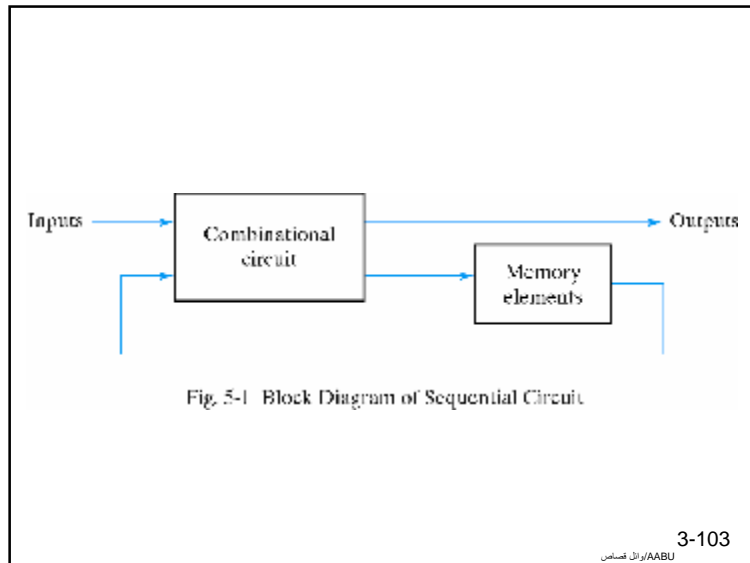 Inputs
Combinational
circuit
Outputs
Memory
elements
Fig. 5-1 Block Diagram of Sequential Circuit
3-103
AABU/وائل قصاص